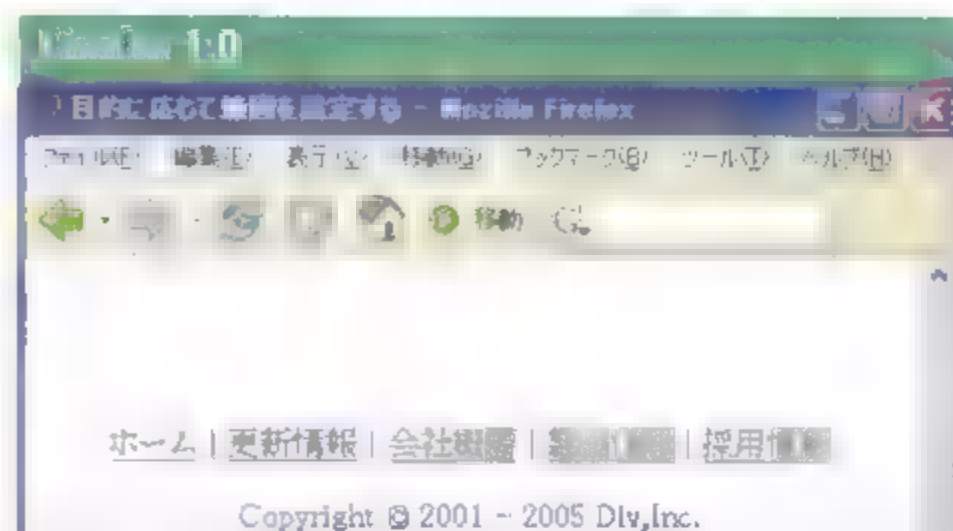 1.0
目的に応じて範囲を設定する - Mozilla Firefox
ファイル(F) 編集(E) 表示(V) 移動(G) ブックマーク(B) ツール(T) ヘルプ(H)
移動
ホーム | 更新情報 | 会社概要 | | 採用情報
Copyright © 2001 - 2005 Div,Inc.